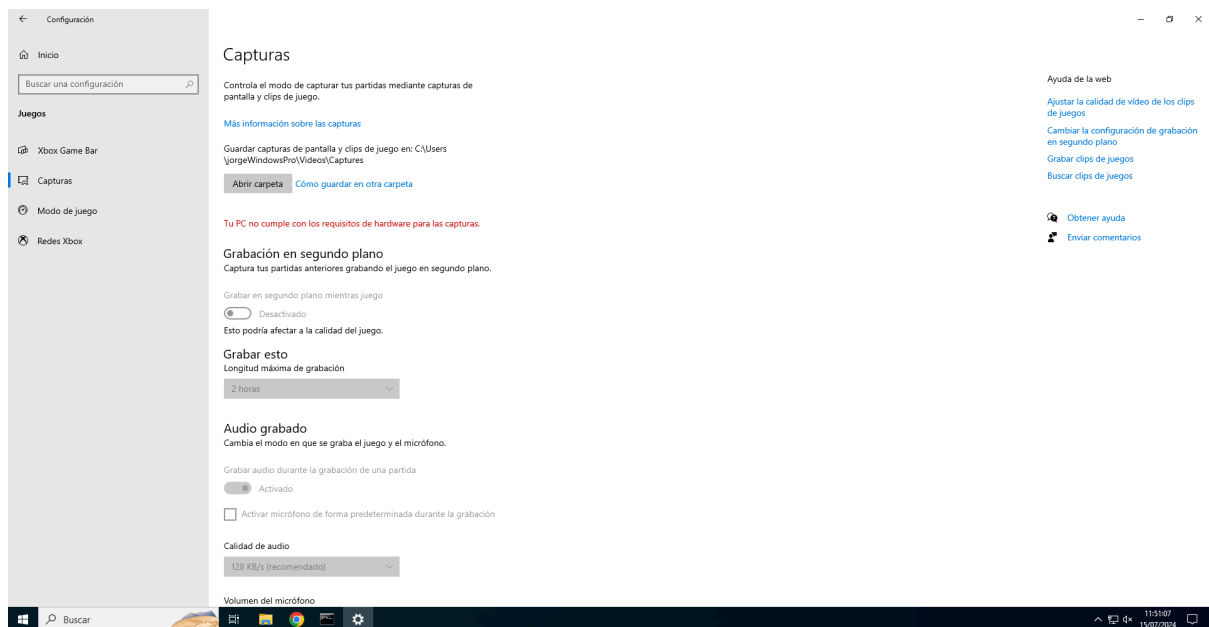 Configuración
Inicio
Buscar una configuración
Juegos
Xbox Game Bar
Capturas
Modo de juego
Redes Xbox
Capturas
Controla el modo de capturar tus partidas mediante capturas de
pantalla y clips de juego.
Más información sobre las capturas
Guardar capturas de pantalla y clips de juego en: C:\Users
\jorgeWindowsPro\Videos\Captures
Abrir carpeta
Cómo guardar en otra carpeta
Tu PC no cumple con los requisitos de hardware para las capturas.
Grabación en segundo plano
Captura tus partidas anteriores grabando el juego en segundo plano.
Grabar en segundo plano mientras juego
Desactivado
Esto podría afectar a la calidad del juego.
Grabar esto
Longitud máxima de grabación
2 horas
Audio grabado
Cambia el modo en que se graba el juego y el micrófono.
Grabar audio durante la grabación de una partida
Activado
Activar micrófono de forma predeterminada durante la grabación
Calidad de audio
128 KB/s (recomendado)
Volumen del micrófono
Ayuda de la web
Ajustar la calidad de vídeo de los clips
de juegos
Cambiar la configuración de grabación
en segundo plano
Grabar clips de juegos
Buscar clips de juegos
Obtener ayuda
Enviar comentarios
Buscar
11:51:07
15/07/2024